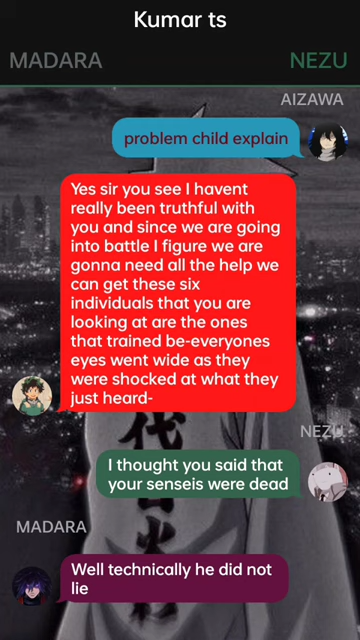 Kumar ts
MADARA NEZU
AIZAWA
problem child explain
Yes sir you see I havent
really been truthful with
you and since we are going
into battle I figure we are
gonna need all the help we
can get these six
individuals that you are
looking at are the ones
that trained be-everyones
eyes went wide as they
were shocked at what they
just heard-
NEZU
I thought you said that
your senseis were dead
MADARA
Well technically he did not
lie